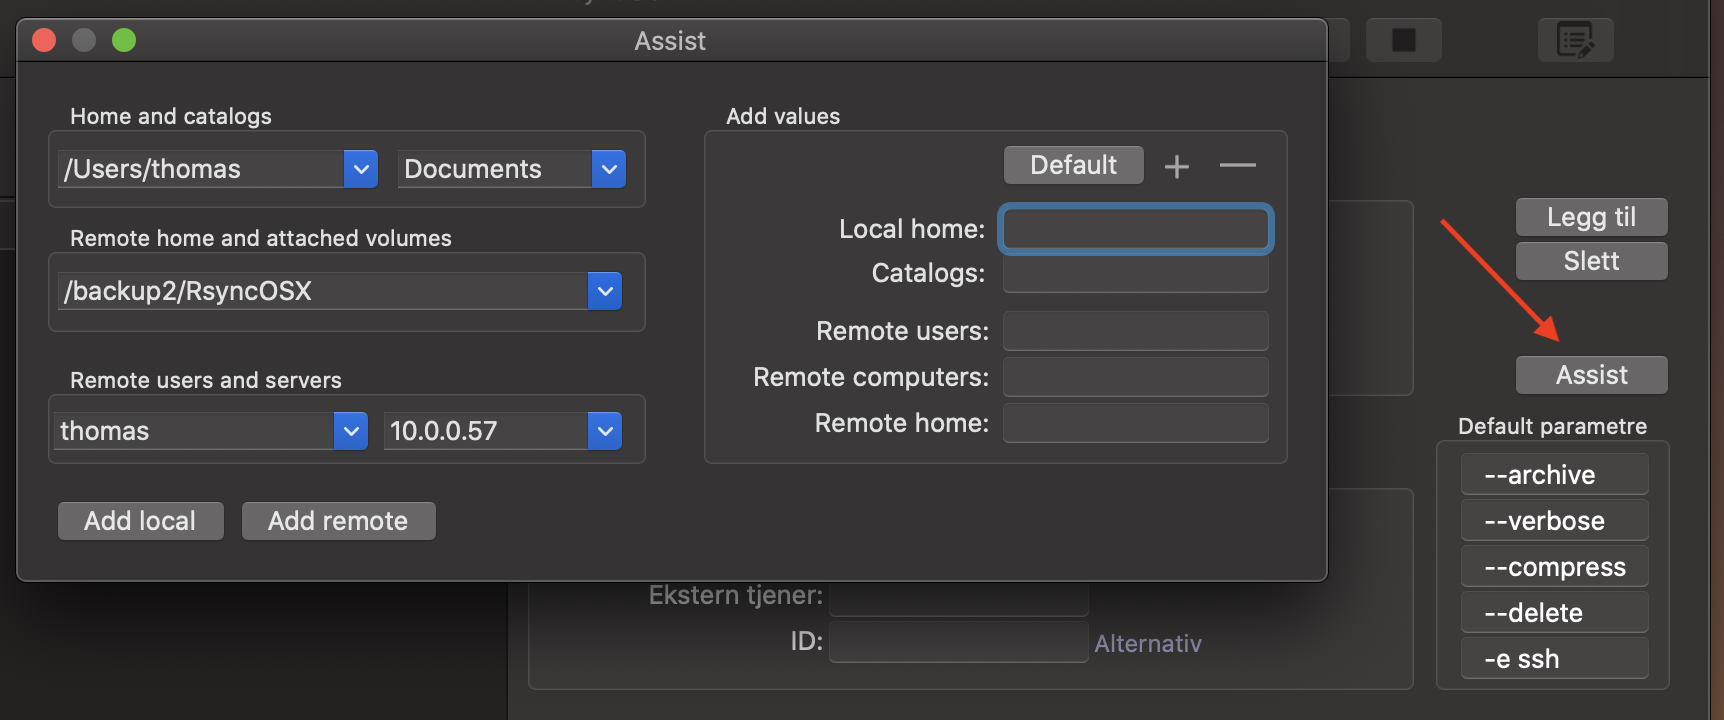 Assist
Home and catalogs
/Users/thomas
Documents
Remote home and attached volumes
/backup2/RsyncOSX
Remote users and servers
thomas
10.0.0.57
Add local
Add remote
Add values
Default
Local home:
Catalogs:
Remote users:
Remote computers:
Remote home:
Legg til
Slett
Assist
Default parametre
--archive
--verbose
--compress
--delete
-e ssh
Ekstern tjener:
ID:
Alternativ